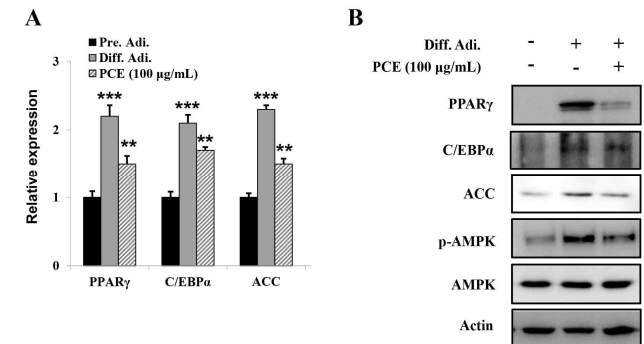 A
B
Pre. Adi.
Diff. Adi.
PCE (100 μg/mL)
Relative expression
3
2
1
0
***
**
***
**
***
**
PPARγ
C/EBPα
ACC
Diff. Adi. - + +
PCE (100 μg/mL) - - +
PPARγ
C/EBPα
ACC
p-AMPK
AMPK
Actin